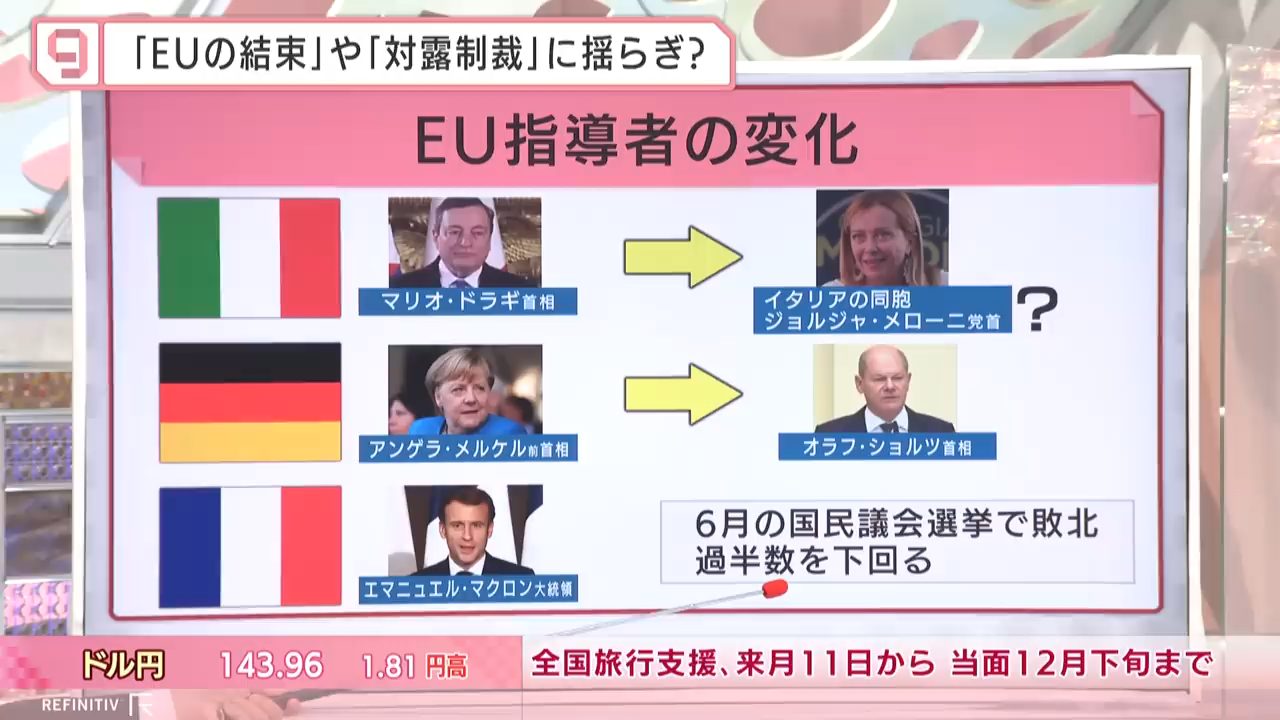 9
「EUの結束」や「対露制裁」に揺らぎ?
EU指導者の変化
マリオ・ドラギ首相
イタリアの同胞
ジョルジャ・メローニ党首
?
アンゲラ・メルケル前首相
オラフ・ショルツ首相
エマニュエル・マクロン大統領
6月の国民議会選挙で敗北
過半数を下回る
ドル円 143.96 1.81 円高
全国旅行支援、来月11日から 当面12月下旬まで
REFINITIV